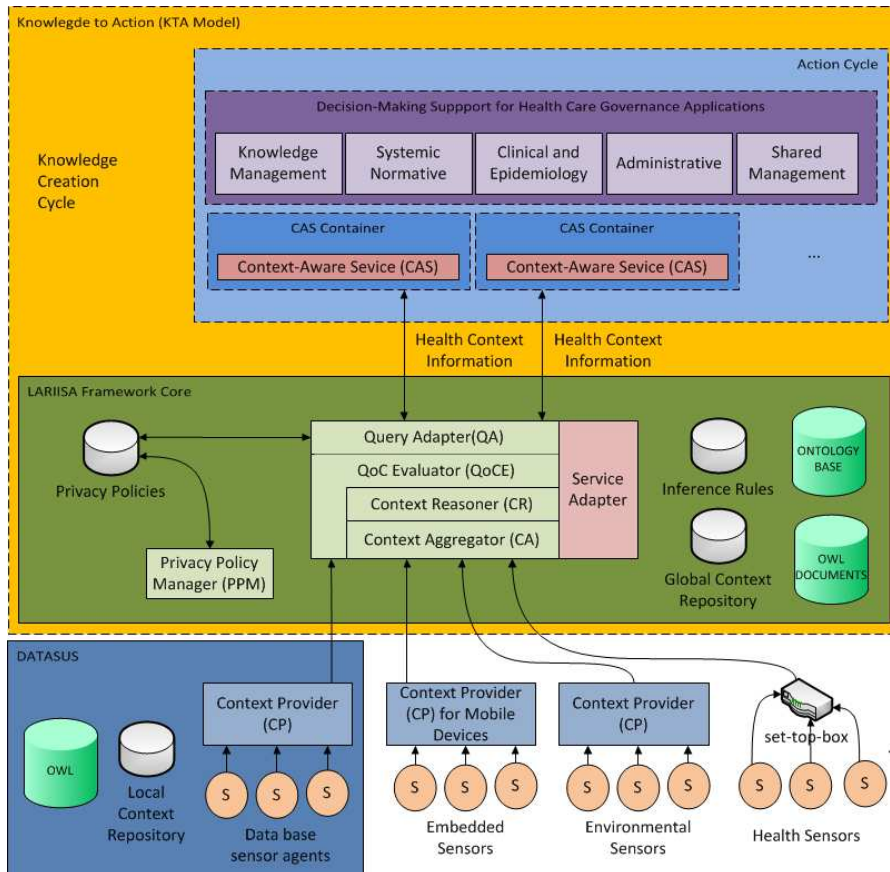 Knowlegde to Action (KTA Model)
Action Cycle
Decision-Making Suppport for Health Care Governance Applications
Knowledge
Management
Systemic
Normative
Clinical and
Epidemiology
Administrative
Shared
Management
Knowledge
Creation
Cycle
CAS Container
Context-Aware Sevice (CAS)
CAS Container
Context-Aware Sevice (CAS)
...
Health Context
Information
Health Context
Information
LARIISA Framework Core
Privacy Policies
Privacy Policy
Manager (PPM)
Query Adapter(QA)
QoC Evaluator (QoCE)
Context Reasoner (CR)
Context Aggregator (CA)
Service
Adapter
Inference Rules
ONTOLOGY
BASE
Global Context
Repository
OWL
DOCUMENTS
DATASUS
OWL
Local
Context
Repository
Context Provider
(CP)
S
S
S
Data base
sensor agents
Context Provider
(CP) for Mobile
Devices
S
S
S
Embedded
Sensors
Context Provider
(CP)
S
S
S
Environmental
Sensors
set-top-box
S
S
S
Health Sensors